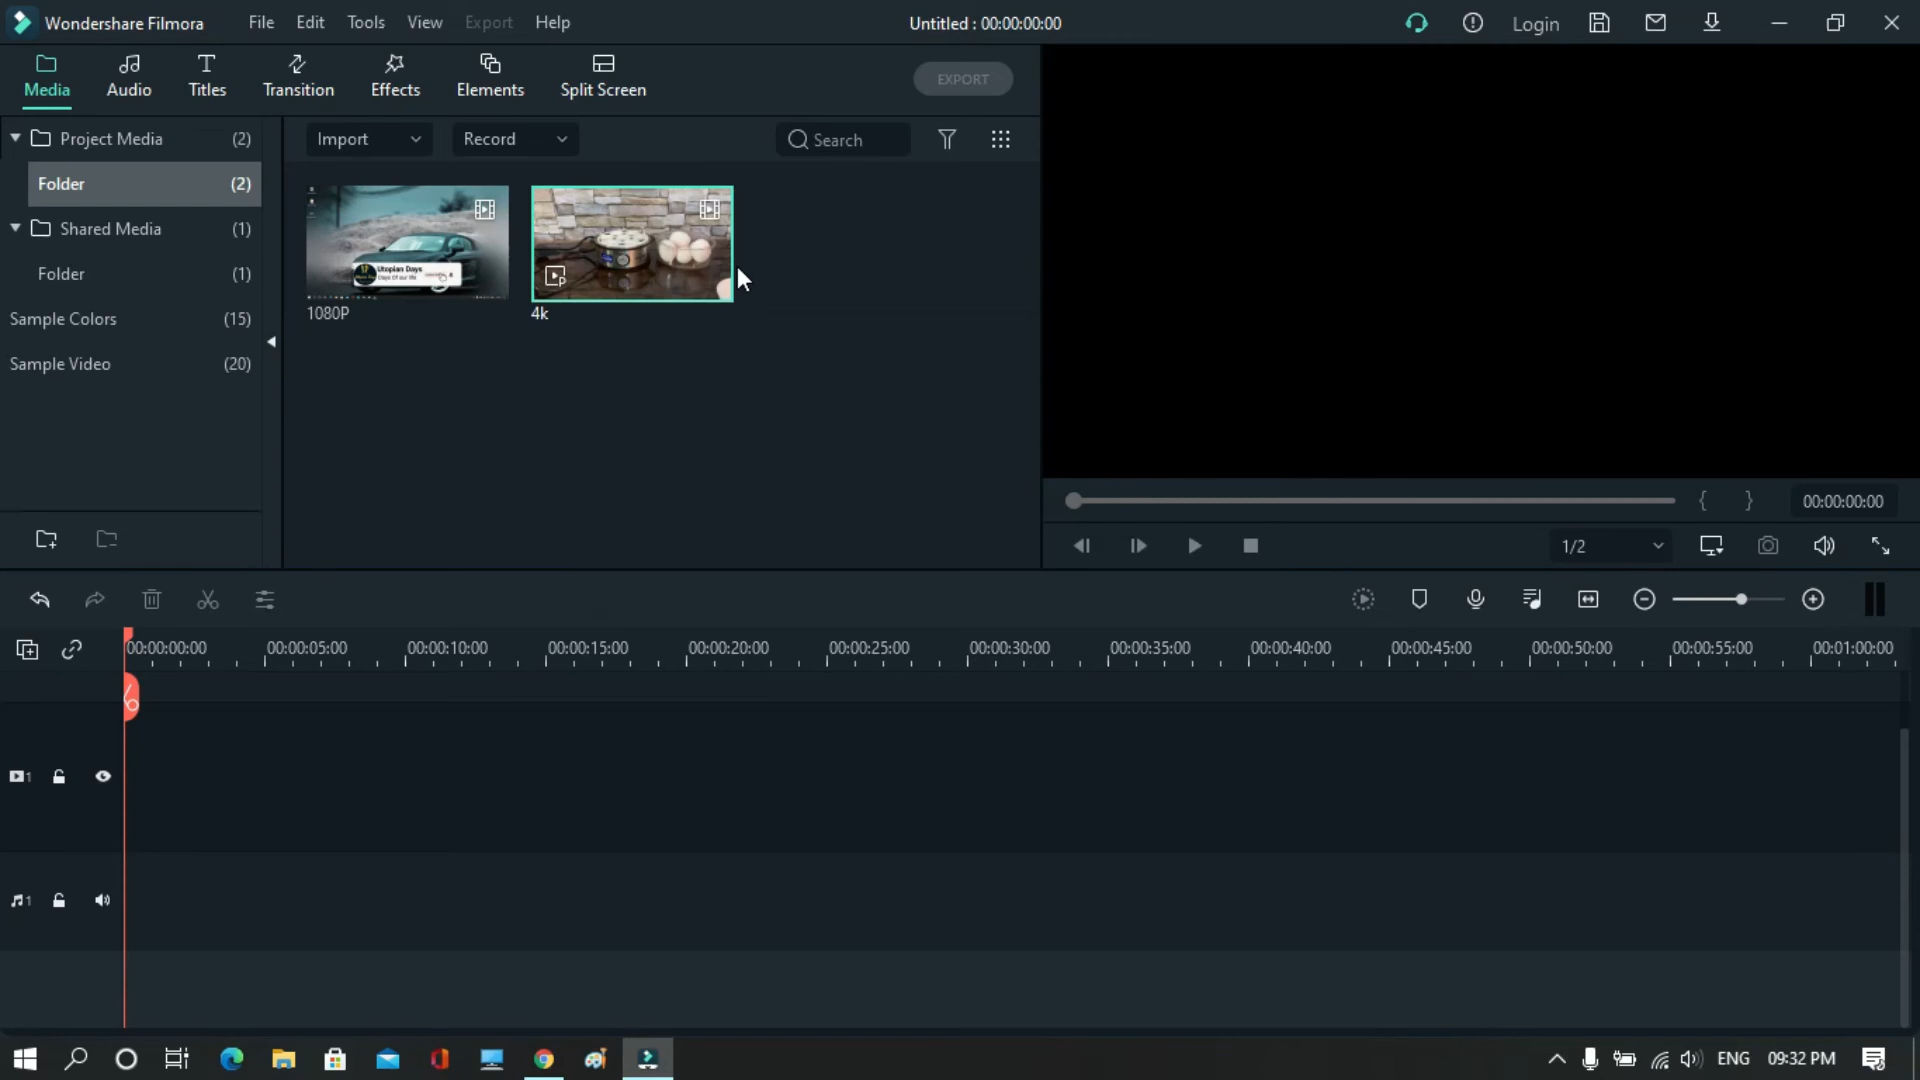 Wondershare Filmora File Edit Tools View Export Help Untitled : 00:00:00:00 Login
Media Audio Titles Transition Effects Elements Split Screen EXPORT
Project Media (2)
Folder (2)
Shared Media (1)
Folder (1)
Sample Colors (15)
Sample Video (20)
Import Record Search
Utopian Days
1080P 4k
00:00:00:00
1/2
00:00:00:00 00:00:05:00 00:00:10:00 00:00:15:00 00:00:20:00 00:00:25:00 00:00:30:00 00:00:35:00 00:00:40:00 00:00:45:00 00:00:50:00 00:00:55:00 00:01:00:00
1
1
ENG 09:32 PM